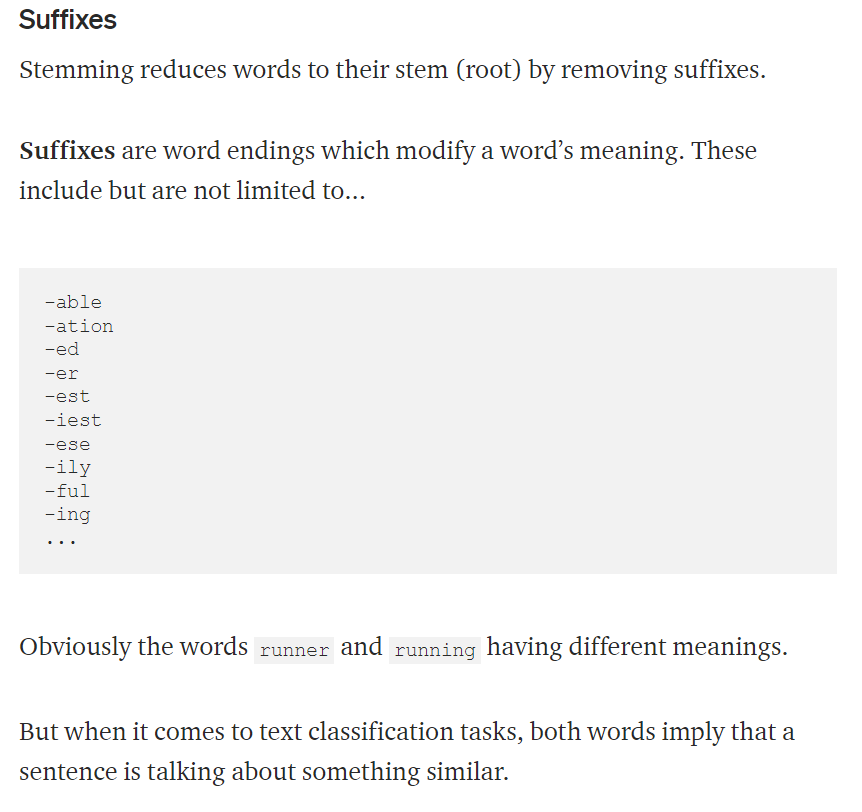 Suffixes
Stemming reduces words to their stem (root) by removing suffixes.
Suffixes are word endings which modify a word’s meaning. These
include but are not limited to…
-able
-ation
-ed
-er
-est
-iest
-ese
-ily
-ful
-ing
...
Obviously the words runner and running having different meanings.
But when it comes to text classification tasks, both words imply that a
sentence is talking about something similar.